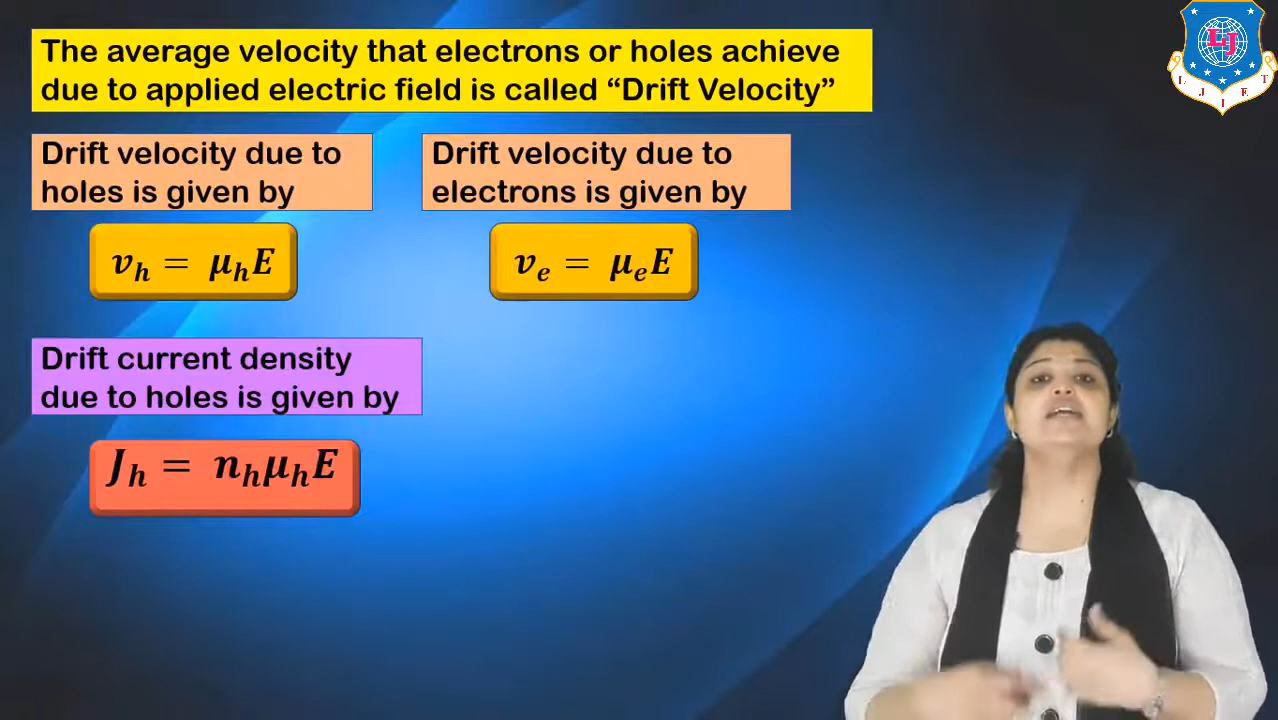 The average velocity that electrons or holes achieve
due to applied electric field is called “Drift Velocity”
Drift velocity due to
holes is given by
Drift velocity due to
electrons is given by
v_h = μ_h E
v_e = μ_e E
Drift current density
due to holes is given by
J_h = n_h μ_h E
LJ
L J I E T